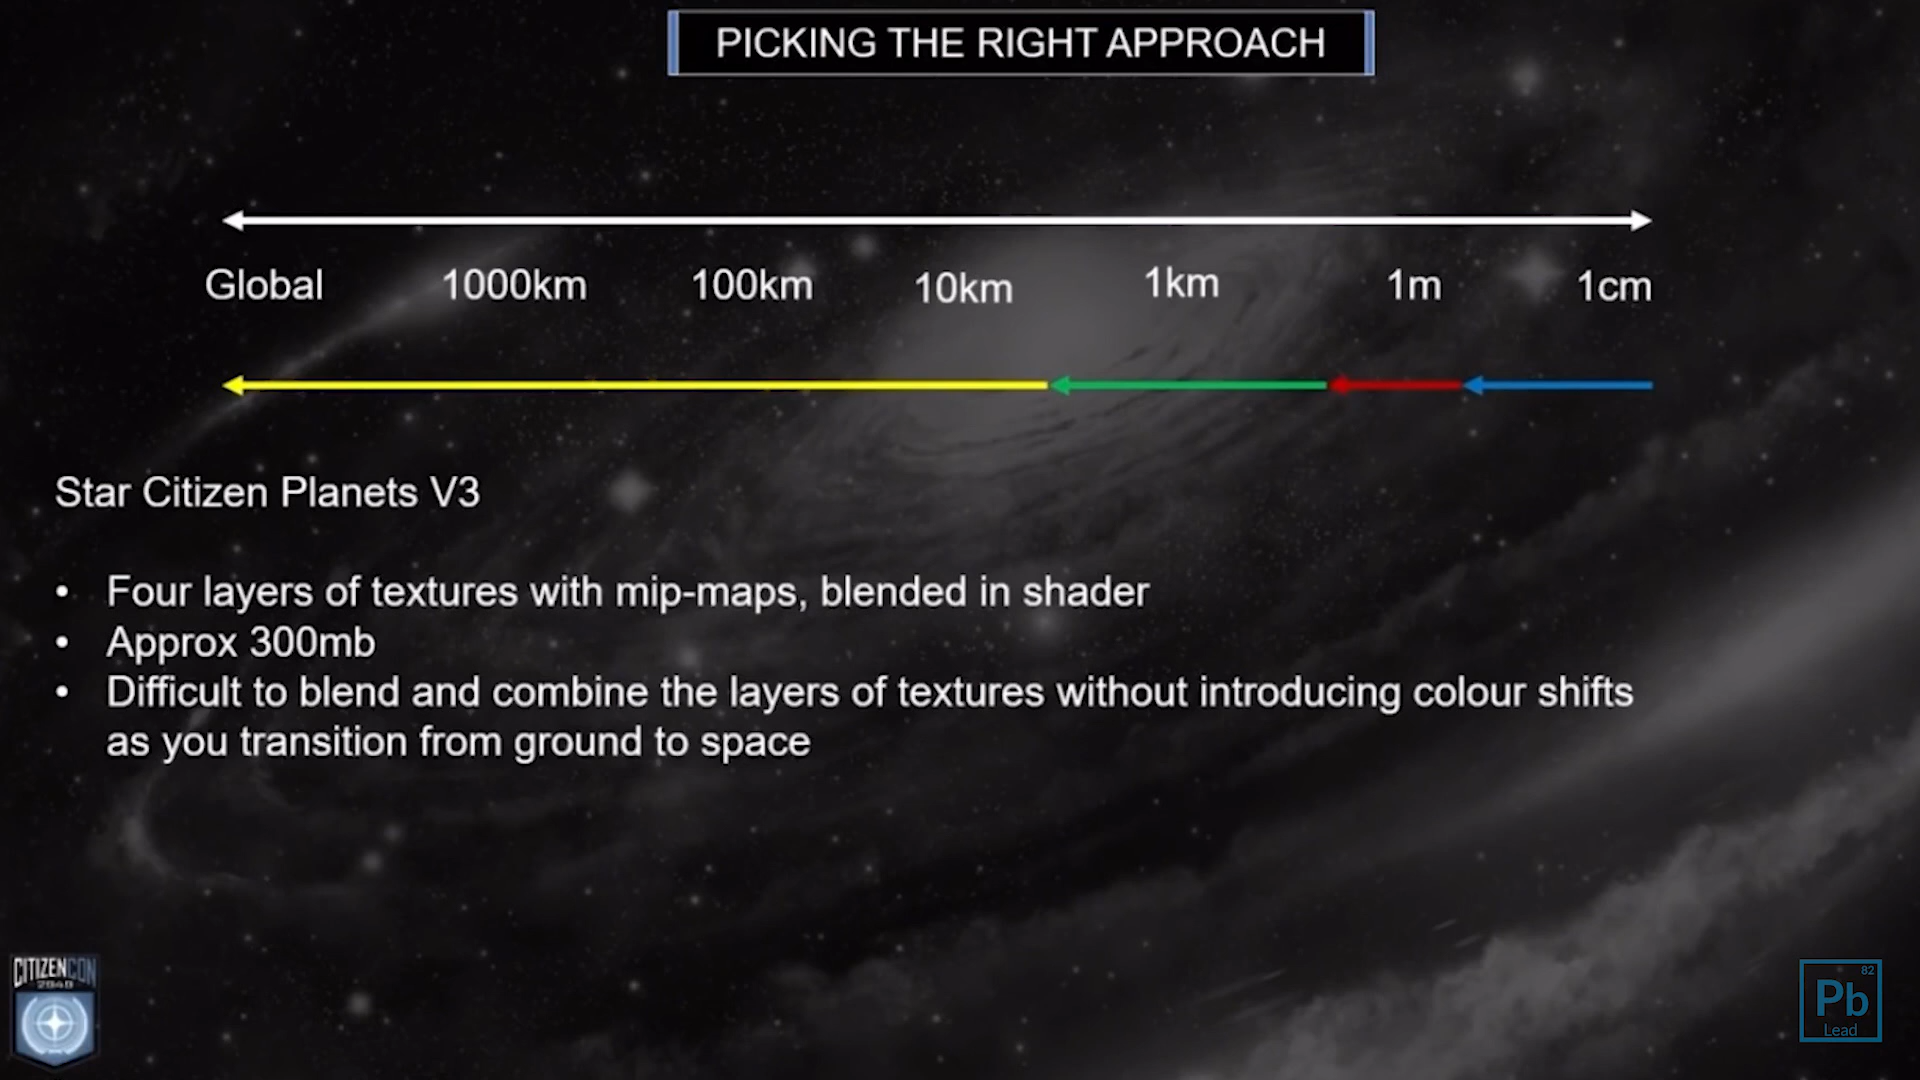 PICKING THE RIGHT APPROACH
Global 1000km 100km 10km 1km 1m 1cm
Star Citizen Planets V3
• Four layers of textures with mip-maps, blended in shader
• Approx 300mb
• Difficult to blend and combine the layers of textures without introducing colour shifts
as you transition from ground to space
CITIZENCON
2949
82
Pb
Lead